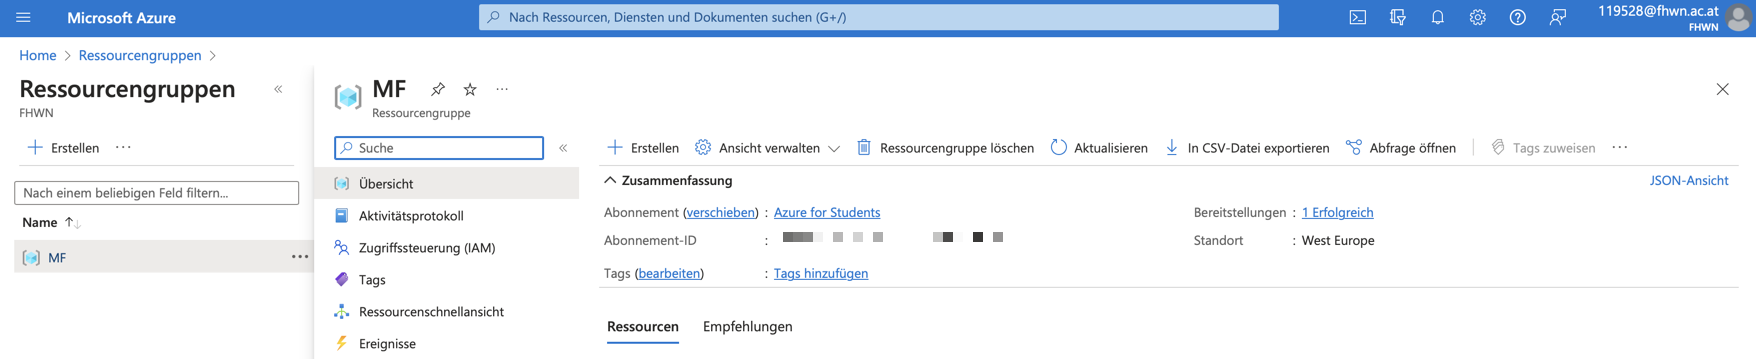 Microsoft Azure
Nach Ressourcen, Diensten und Dokumenten suchen (G+/)
119528@fhwn.ac.at
FHWN
Home > Ressourcengruppen >
Ressourcengruppen «
FHWN
+ Erstellen ···
Nach einem beliebigen Feld filtern...
Name ↑↓
MF ···
MF ···
Ressourcengruppe
Suche «
Übersicht
Aktivitätsprotokoll
Zugriffssteuerung (IAM)
Tags
Ressourcenschnellansicht
Ereignisse
+ Erstellen Ansicht verwalten Ressourcengruppe löschen Aktualisieren In CSV-Datei exportieren Abfrage öffnen Tags zuweisen ···
Zusammenfassung JSON-Ansicht
Abonnement (verschieben) : Azure for Students Bereitstellungen : 1 Erfolgreich
Abonnement-ID : Standort : West Europe
Tags (bearbeiten) : Tags hinzufügen
Ressourcen Empfehlungen